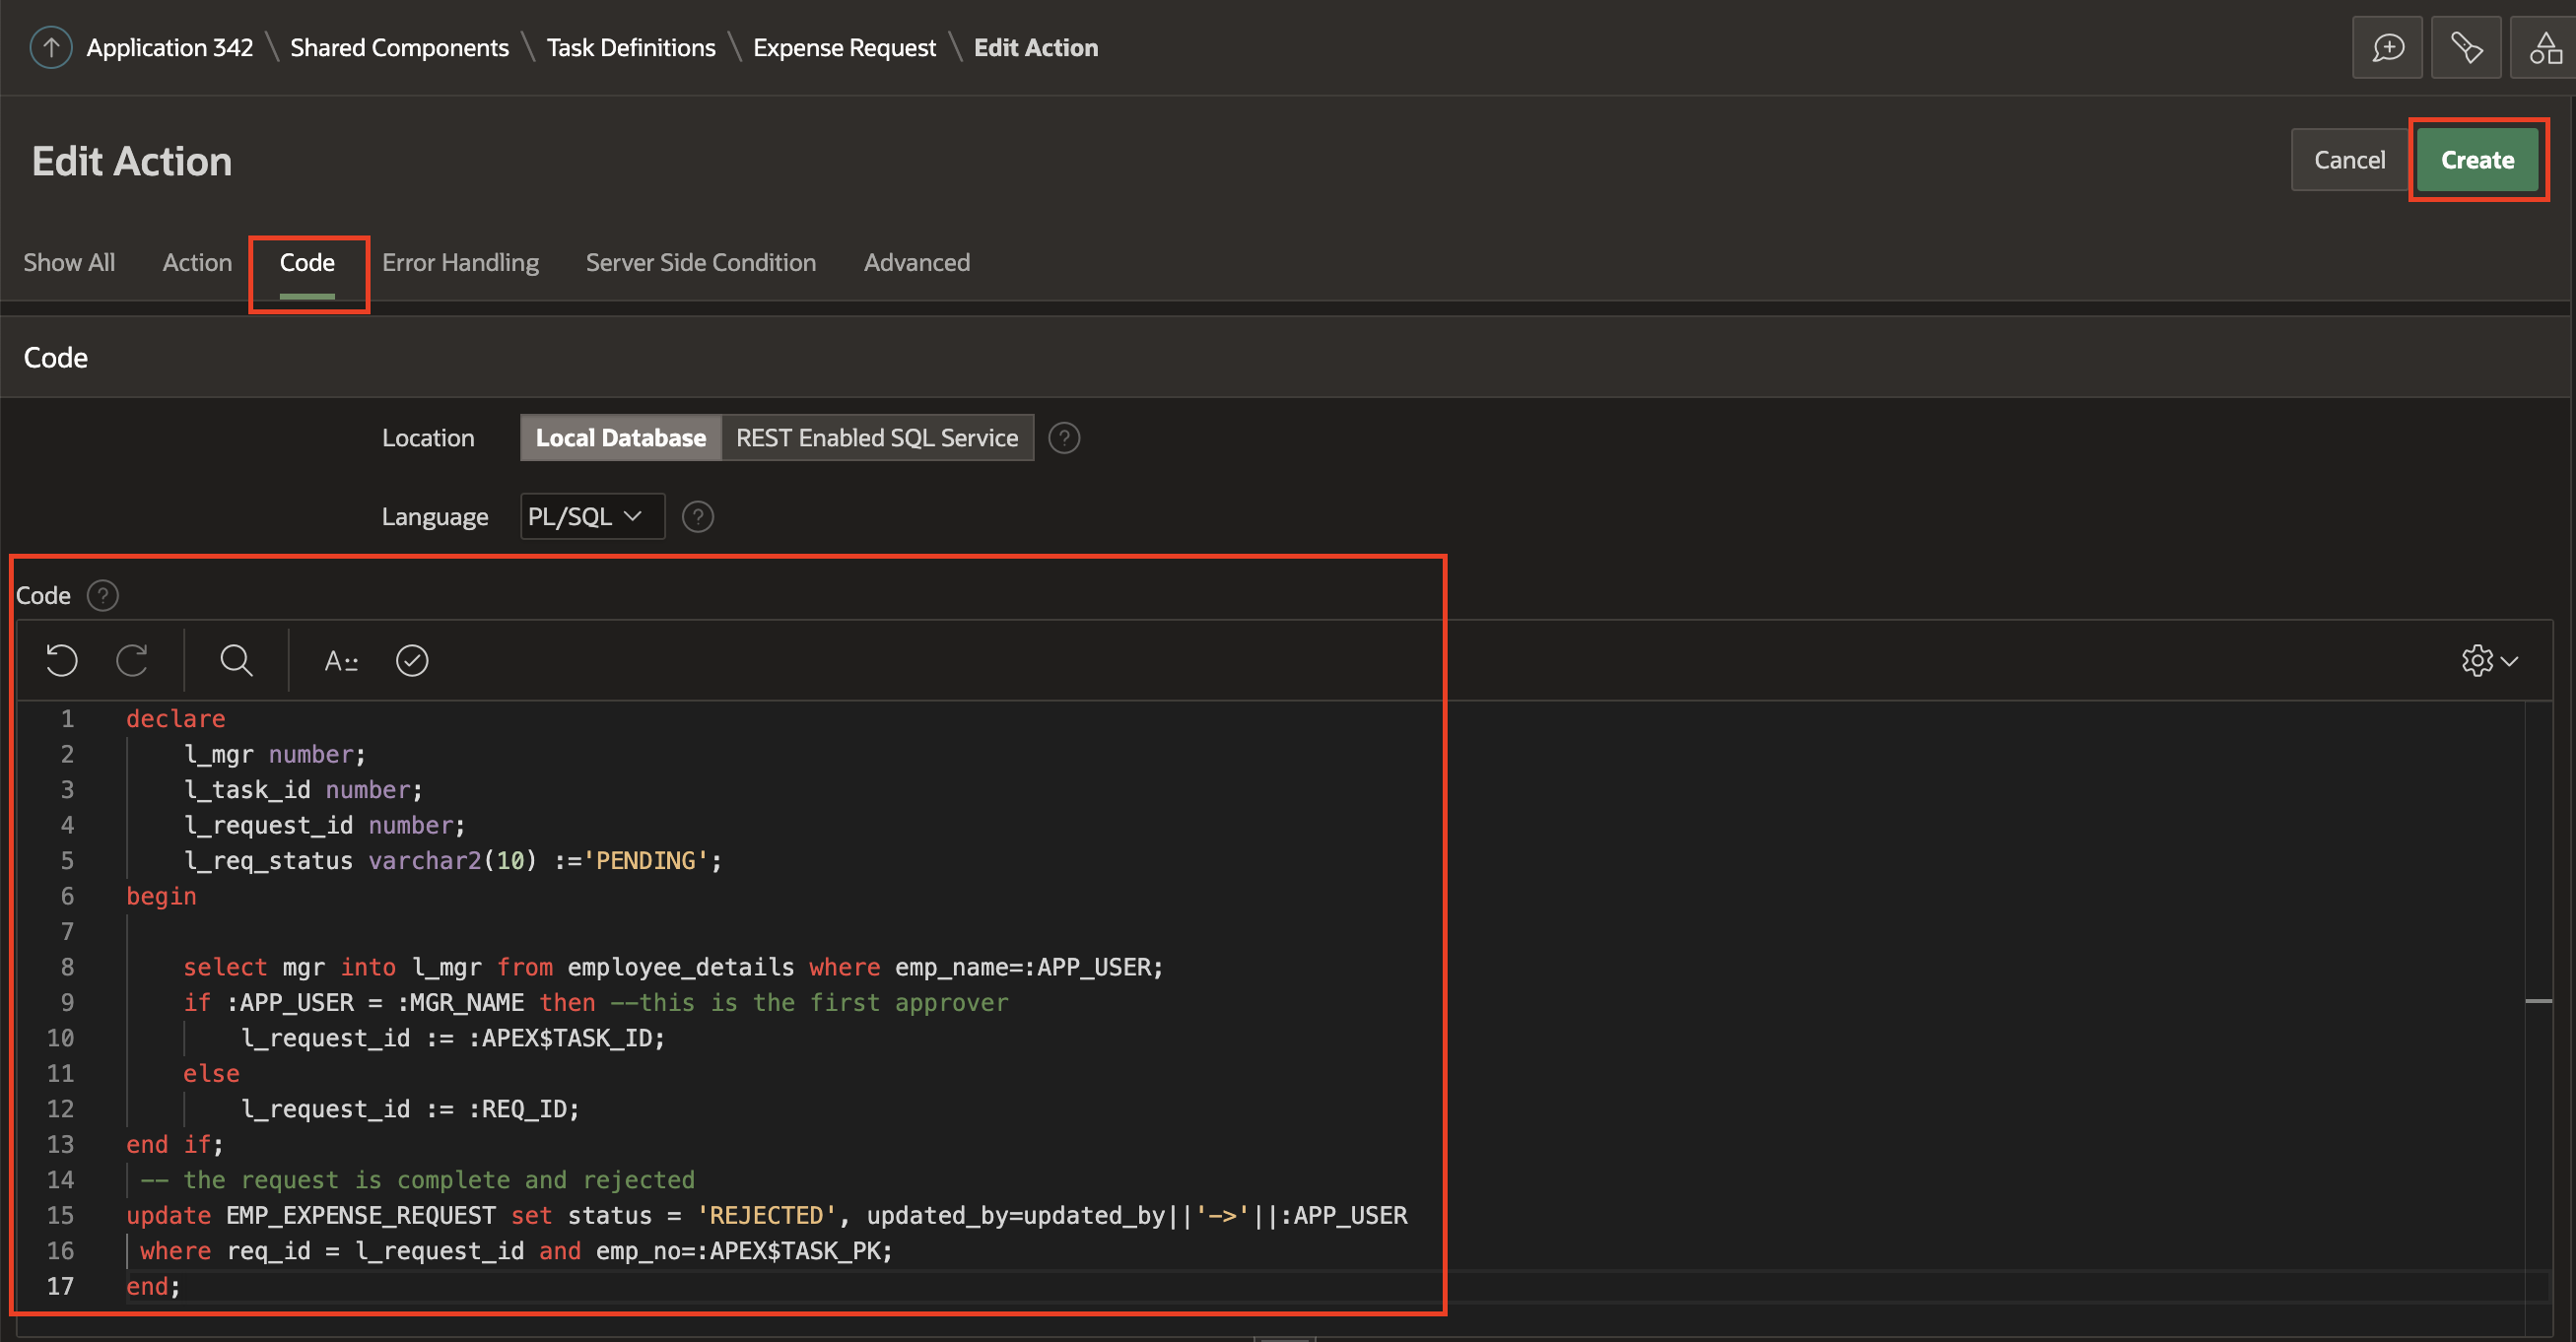 Application 342 \ Shared Components \ Task Definitions \ Expense Request \ Edit Action
Edit Action
Cancel
Create
Show All
Action
Code
Error Handling
Server Side Condition
Advanced
Code
Location
Local Database
REST Enabled SQL Service
?
Language
PL/SQL
?
Code
?
A::
1 declare
2 l_mgr number;
3 l_task_id number;
4 l_request_id number;
5 l_req_status varchar2(10) :='PENDING';
6 begin
7
8 select mgr into l_mgr from employee_details where emp_name=:APP_USER;
9 if :APP_USER = :MGR_NAME then --this is the first approver
10 l_request_id := :APEX$TASK_ID;
11 else
12 l_request_id := :REQ_ID;
13 end if;
14 -- the request is complete and rejected
15 update EMP_EXPENSE_REQUEST set status = 'REJECTED', updated_by=updated_by||'->'||:APP_USER
16 where req_id = l_request_id and emp_no=:APEX$TASK_PK;
17 end;